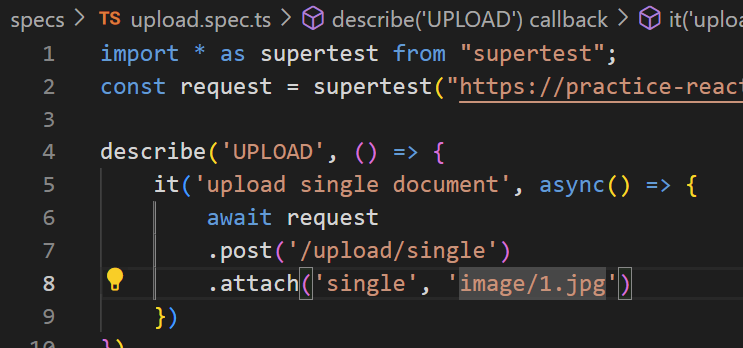 specs > TS upload.spec.ts > describe('UPLOAD') callback > it('uploa
1 import * as supertest from "supertest";
2 const request = supertest("https://practice-react
3
4 describe('UPLOAD', () => {
5 it('upload single document', async() => {
6 await request
7 .post('/upload/single')
8 .attach('single', 'image/1.jpg')
9 })
10 })